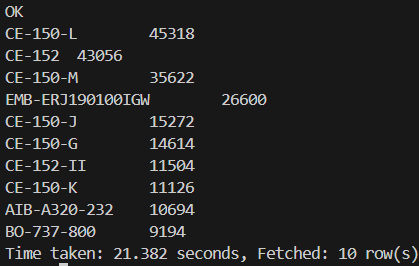 OK
CE-150-L	45318
CE-152	43056
CE-150-M	35622
EMB-ERJ190100IGW	26600
CE-150-J	15272
CE-150-G	14614
CE-152-II	11504
CE-150-K	11126
AIB-A320-232	10694
BO-737-800	9194
Time taken: 21.382 seconds, Fetched: 10 row(s)